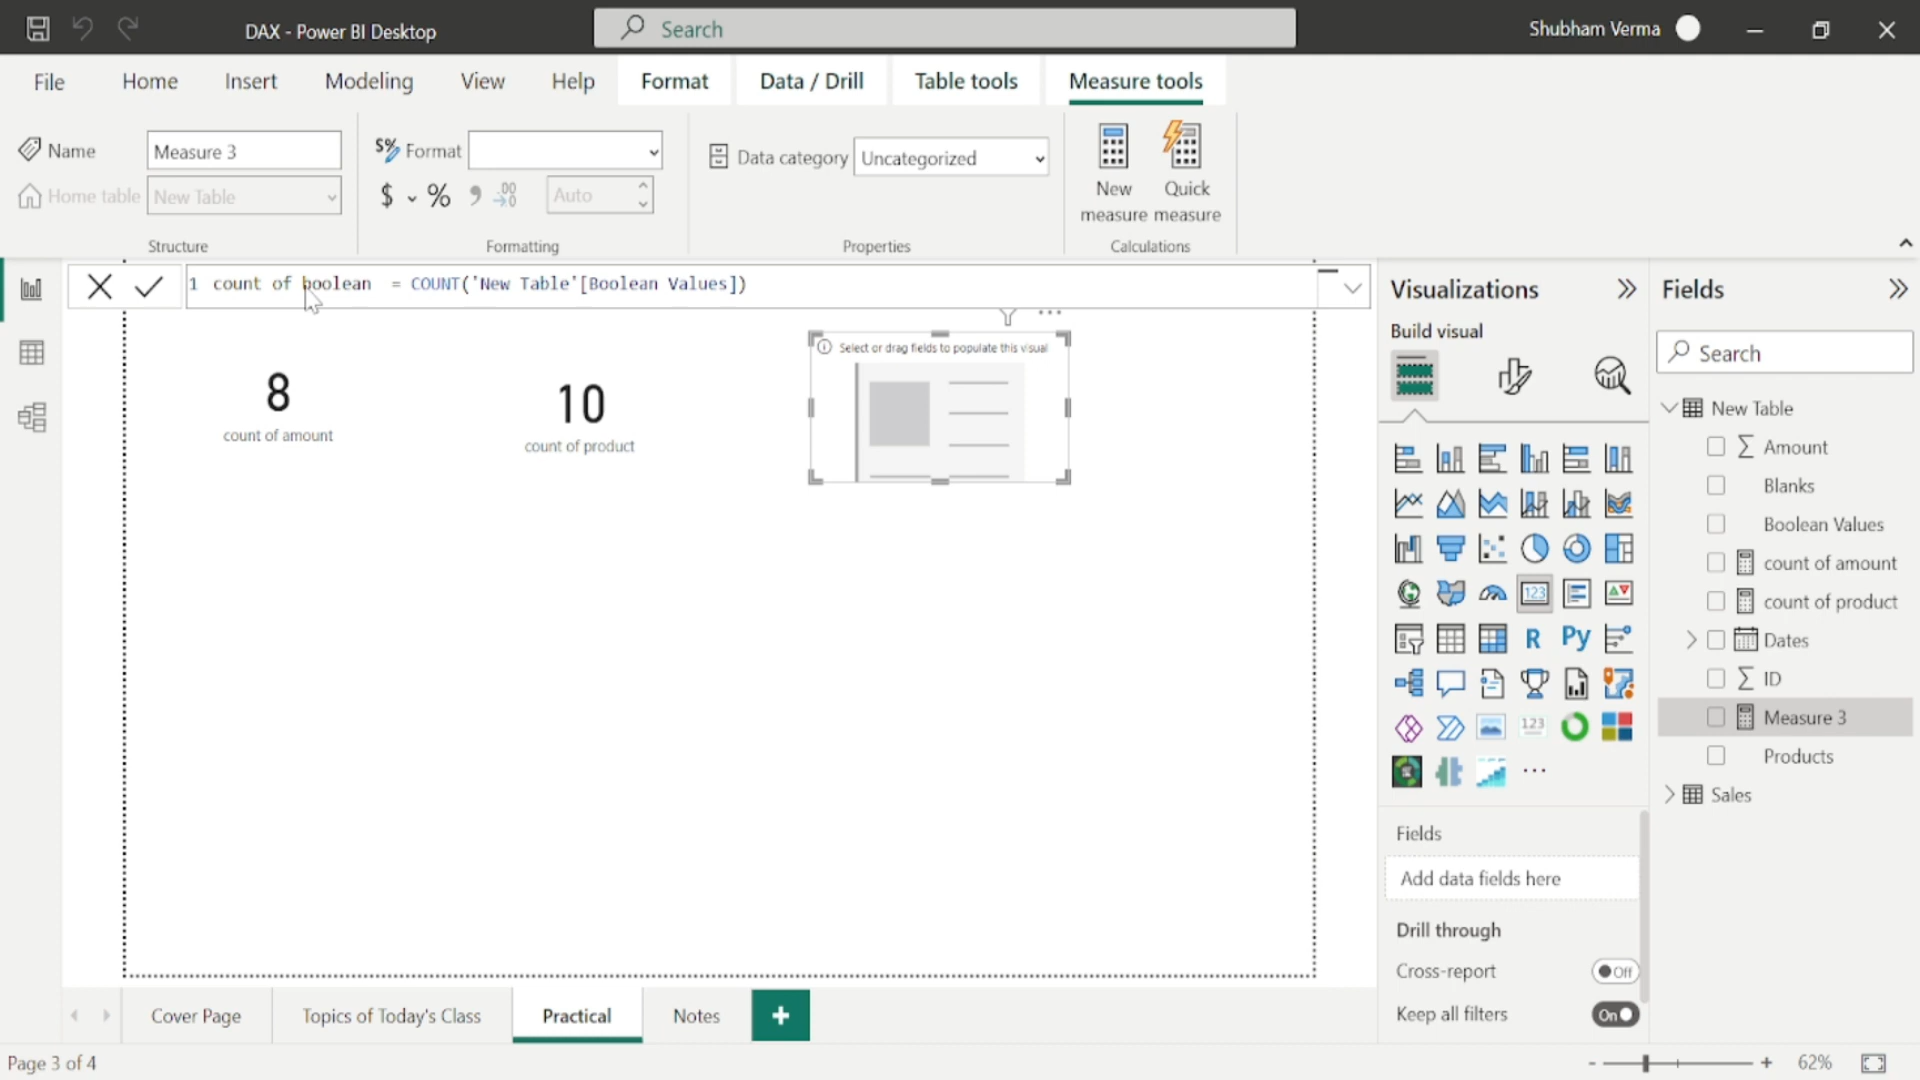 DAX - Power BI Desktop
Search
Shubham Verma
File
Home
Insert
Modeling
View
Help
Format
Data / Drill
Table tools
Measure tools
Name
Measure 3
Home table
New Table
Structure
$% Format
$ % 9 .00 →0
Auto
Formatting
Data category
Uncategorized
Properties
New measure
Quick measure
Calculations
1 count of boolean = COUNT('New Table'[Boolean Values])
8
count of amount
10
count of product
Select or drag fields to populate this visual
Visualizations
Build visual
123
R
Py
123
Fields
Add data fields here
Drill through
Cross-report
Off
Keep all filters
On
Fields
Search
New Table
Amount
Blanks
Boolean Values
count of amount
count of product
Dates
ID
Measure 3
Products
Sales
Cover Page
Topics of Today's Class
Practical
Notes
+
Page 3 of 4
- + 62%